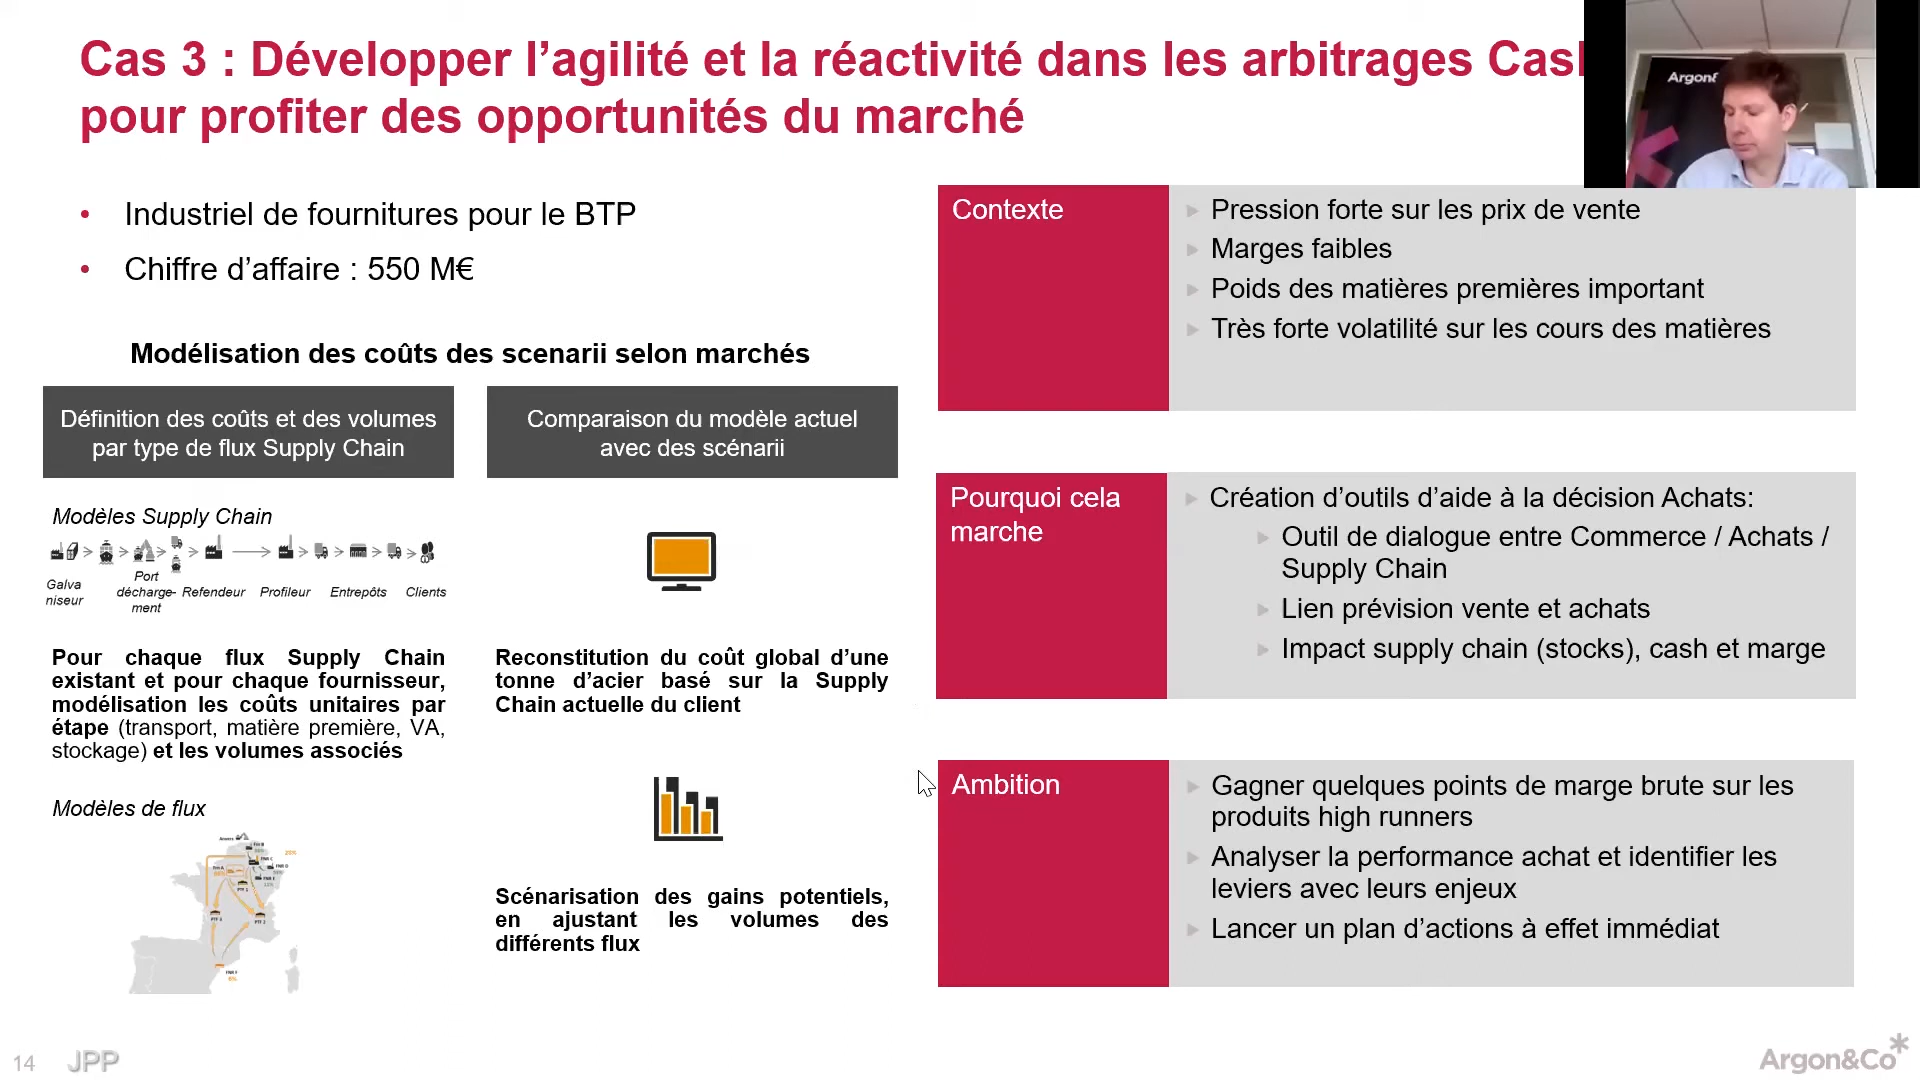 Cas 3 : Développer l’agilité et la réactivité dans les arbitrages Cash
pour profiter des opportunités du marché
Argon&
• Industriel de fournitures pour le BTP
• Chiffre d’affaire : 550 M€
Modélisation des coûts des scenarii selon marchés
Définition des coûts et des volumes
par type de flux Supply Chain
Modèles Supply Chain
Galva
niseur
Port
décharge-
ment
Refendeur
Profileur
Entrepôts
Clients
Pour chaque flux Supply Chain
existant et pour chaque fournisseur,
modélisation les coûts unitaires par
étape (transport, matière première, VA,
stockage) et les volumes associés
Modèles de flux
Anvers
20%
PTF 1
PTF 2
Comparaison du modèle actuel
avec des scénarii
Reconstitution du coût global d’une
tonne d’acier basé sur la Supply
Chain actuelle du client
Scénarisation des gains potentiels,
en ajustant les volumes des
différents flux
Contexte
Pression forte sur les prix de vente
Marges faibles
Poids des matières premières important
Très forte volatilité sur les cours des matières
Pourquoi cela
marche
Création d’outils d’aide à la décision Achats:
Outil de dialogue entre Commerce / Achats /
Supply Chain
Lien prévision vente et achats
Impact supply chain (stocks), cash et marge
Ambition
Gagner quelques points de marge brute sur les
produits high runners
Analyser la performance achat et identifier les
leviers avec leurs enjeux
Lancer un plan d’actions à effet immédiat
14
JPP
Argon&Co